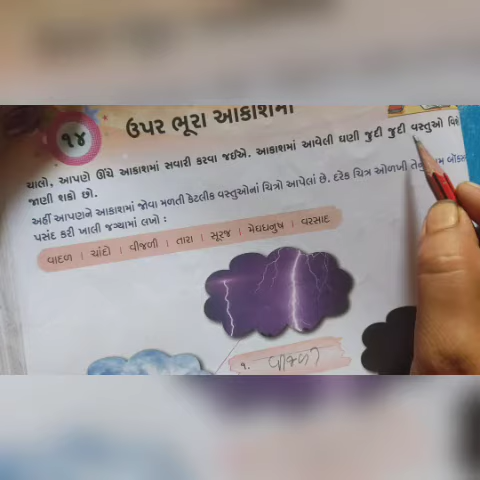 ૧૪
ઉપર ભૂરા આકાશમાં
ચાલો, આપણે ઊંચે આકાશમાં સવારી કરવા જઈએ. આકાશમાં આવેલી ઘણી જુદી જુદી વસ્તુઓ વિશે
જાણી શકો છો.
અહીં આપણને આકાશમાં જોવા મળતી કેટલીક વસ્તુઓનાં ચિત્રો આપેલાં છે. દરેક ચિત્ર ઓળખી
પસંદ કરી ખાલી જગ્યામાં લખો :
વાદળ | ચાંદો | વીજળી | તારા | સૂરજ | મેઘધનુષ | વરસાદ
૧. વીજળી